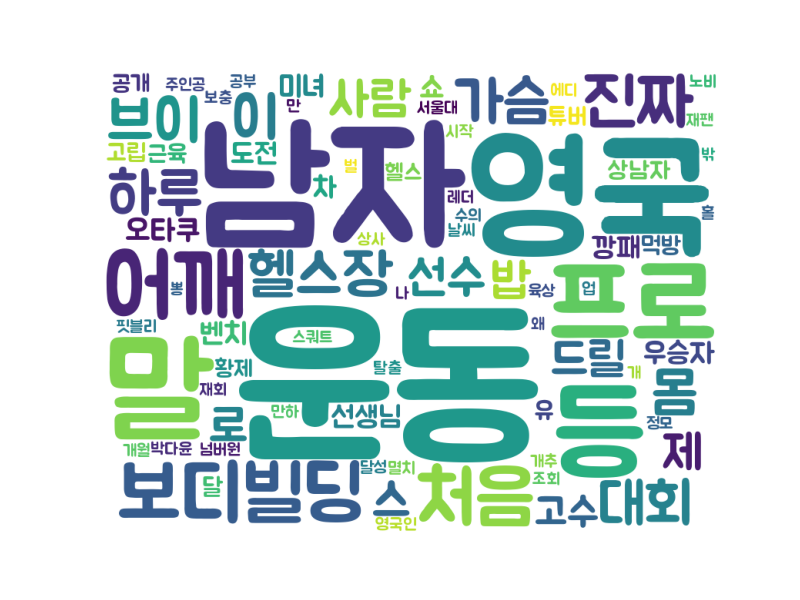 공개
주인공
공부
보충
미녀
만
사람
쇼
서울대
가슴
에디
튜버
진짜
노비
재팬
브이
이
고립
근육
도전
하루
오타쿠
남자
차
벌
헬스
시작
레더
수의
날씨
상사
영국
상남자
밖
홀
깡패
먹방
어깨
뽕
헬스장
나
선수
밥
육상
프로
업
핏블리
벤치
스쿼트
왜
말
황제
재회
운동
탈출
드릴
우승자
개
로
만하
선생님
유
등
몸
정모
개월
박다윤
넘버원
달성
멸치
제
개추
조회
보디빌딩
달
스
영국인
처음
고수
대회